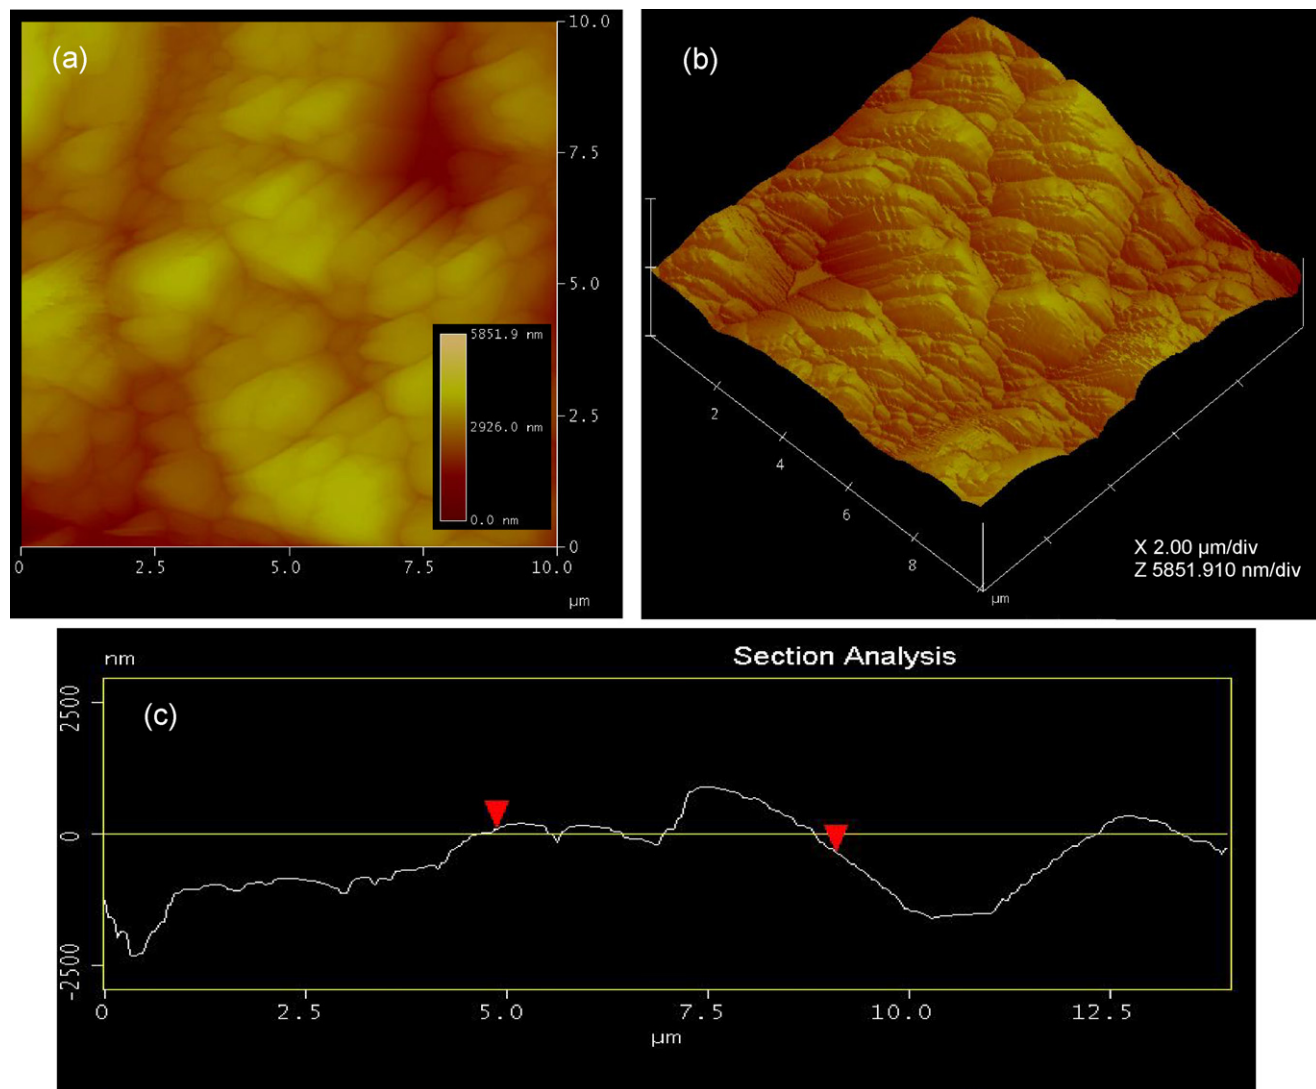 (a)
10.0
7.5
5.0
2.5
0
5851.9 nm
2926.0 nm
0.0 nm
0 2.5 5.0 7.5 10.0
µm
(b)
2
4
6
8
µm
X 2.00 µm/div
Z 5851.910 nm/div
nm
Section Analysis
(c)
2500
0
-2500
0 2.5 5.0 7.5 10.0 12.5
µm